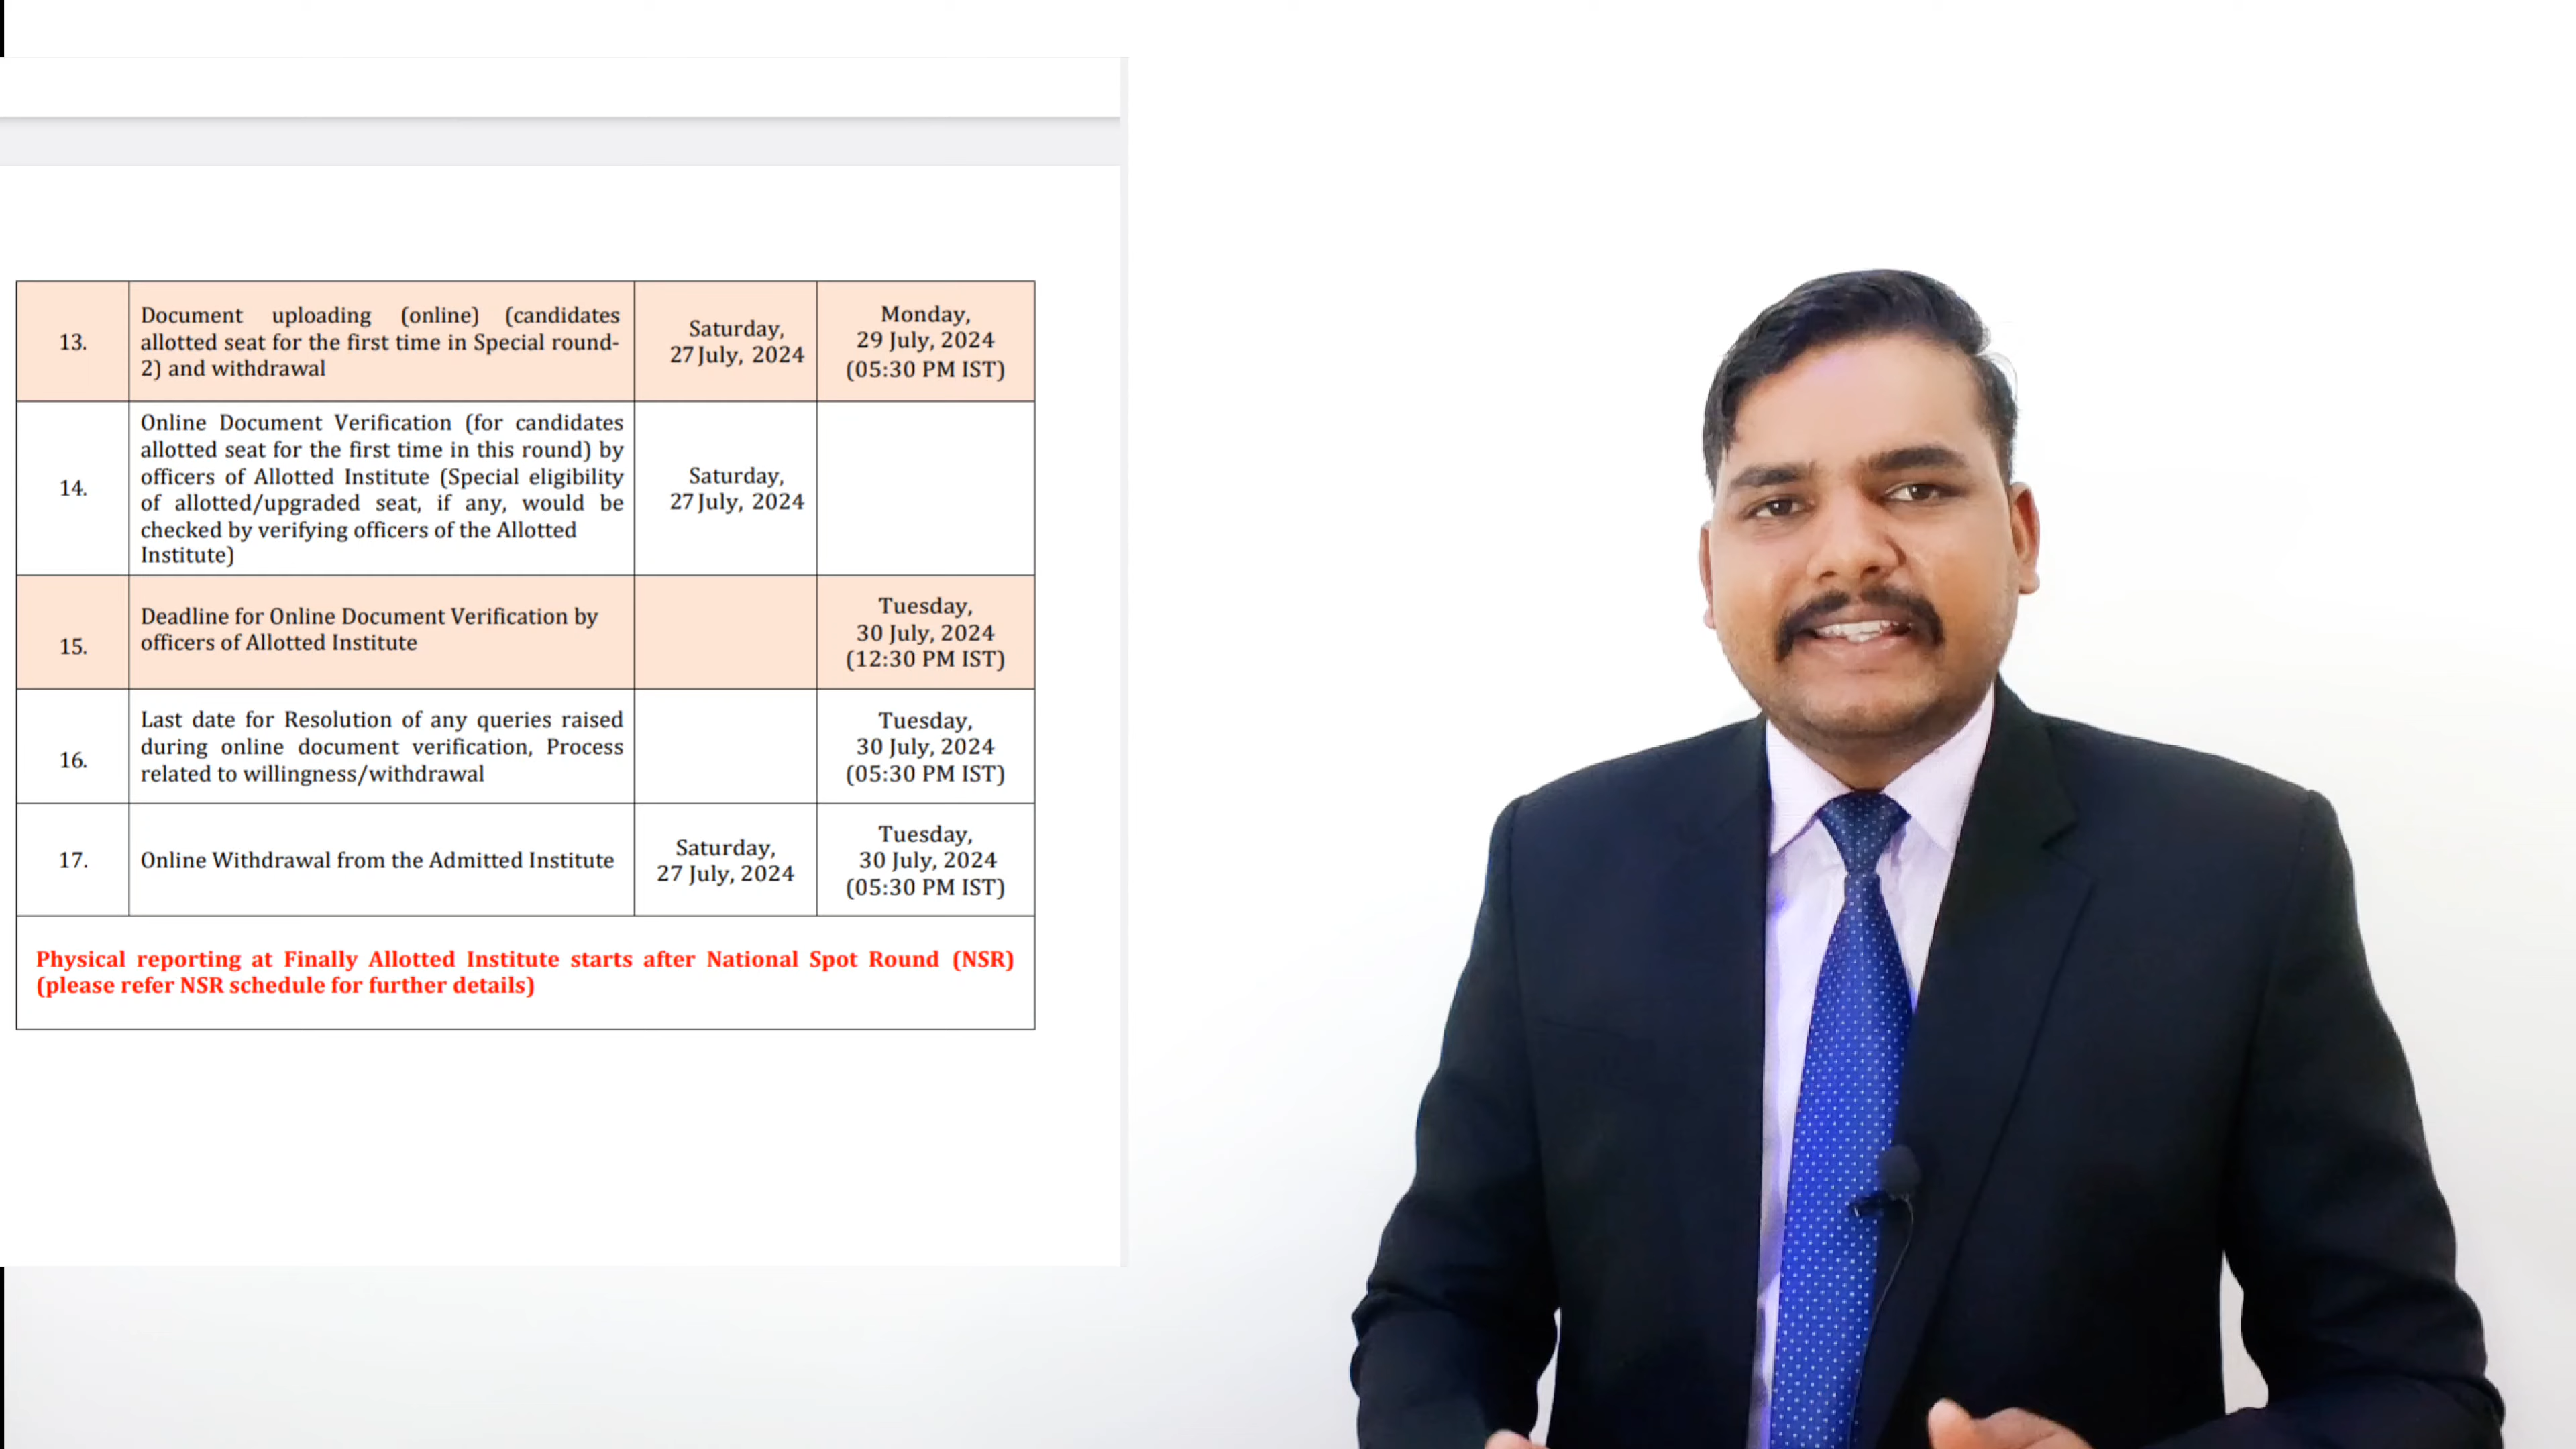 13.
Document uploading (online) (candidates
allotted seat for the first time in Special round-
2) and withdrawal
Saturday,
27 July, 2024
Monday,
29 July, 2024
(05:30 PM IST)
14.
Online Document Verification (for candidates
allotted seat for the first time in this round) by
officers of Allotted Institute (Special eligibility
of allotted/upgraded seat, if any, would be
checked by verifying officers of the Allotted
Institute)
Saturday,
27 July, 2024
15.
Deadline for Online Document Verification by
officers of Allotted Institute
Tuesday,
30 July, 2024
(12:30 PM IST)
16.
Last date for Resolution of any queries raised
during online document verification, Process
related to willingness/withdrawal
Tuesday,
30 July, 2024
(05:30 PM IST)
17.
Online Withdrawal from the Admitted Institute
Saturday,
27 July, 2024
Tuesday,
30 July, 2024
(05:30 PM IST)
Physical reporting at Finally Allotted Institute starts after National Spot Round (NSR)
(please refer NSR schedule for further details)